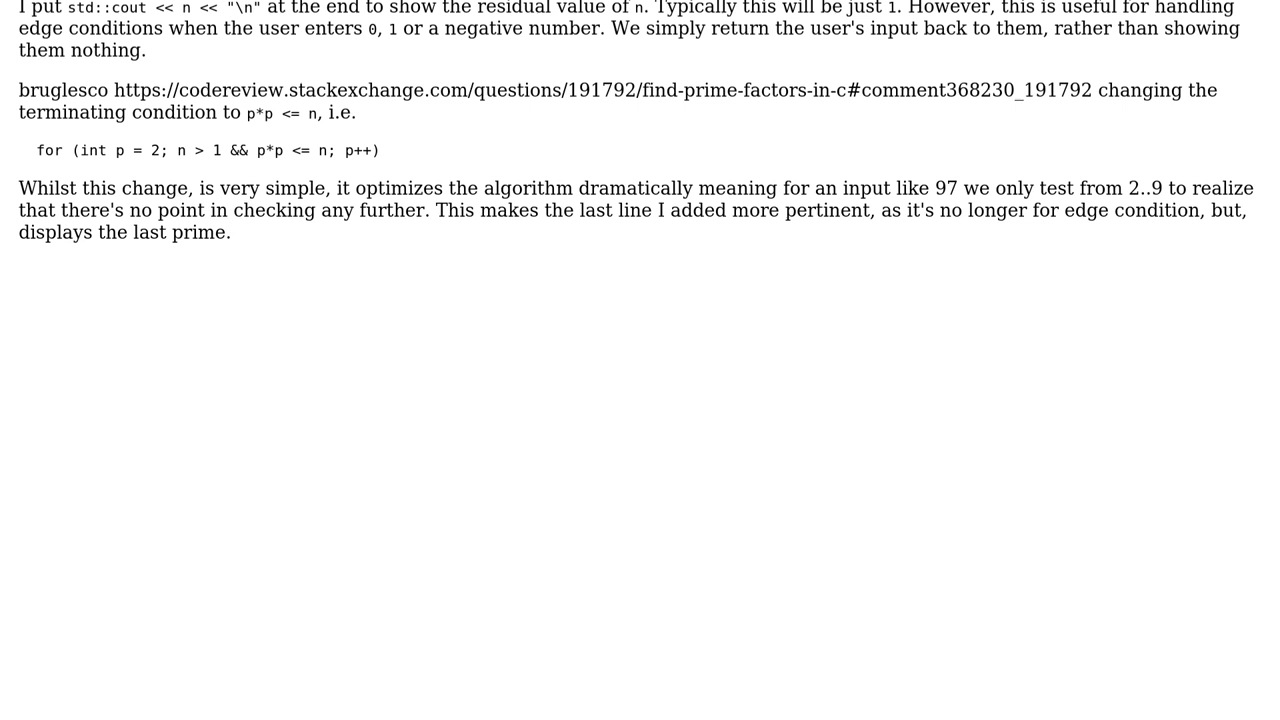 I put std::cout << n << "\n" at the end to show the residual value of n. Typically this will be just 1. However, this is useful for handling
edge conditions when the user enters 0, 1 or a negative number. We simply return the user's input back to them, rather than showing
them nothing.
bruglesco https://codereview.stackexchange.com/questions/191792/find-prime-factors-in-c#comment368230_191792 changing the
terminating condition to p*p <= n, i.e.
for (int p = 2; n > 1 && p*p <= n; p++)
Whilst this change, is very simple, it optimizes the algorithm dramatically meaning for an input like 97 we only test from 2..9 to realize
that there's no point in checking any further. This makes the last line I added more pertinent, as it's no longer for edge condition, but,
displays the last prime.